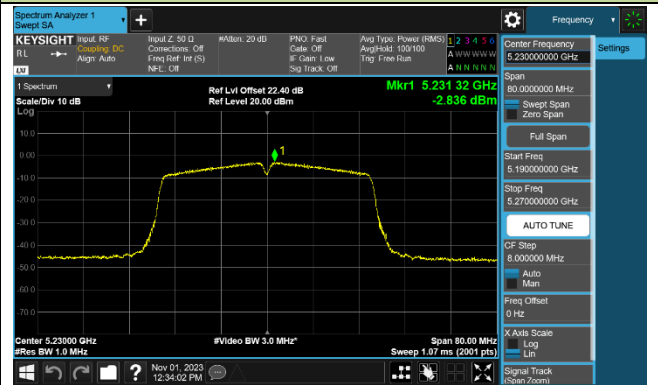 Spectrum Analyzer 1
Swept SA
Frequency
KEYSIGHT
RL
LXI
Input: RF
Coupling: DC
Align: Auto
Input Z: 50 Ω
Corrections: Off
Freq Ref: Int (S)
NFE: Off
#Atten: 20 dB
PNO: Fast
Gate: Off
IF Gain: Low
Sig Track: Off
Avg Type: Power (RMS)
Avg|Hold: 100/100
Trig: Free Run
1 2 3 4 5 6
A W W W W W
A N N N N N
1 Spectrum
Scale/Div 10 dB
Log
Ref Lvl Offset 22.40 dB
Ref Level 20.00 dBm
Mkr1 5.231 32 GHz
-2.836 dBm
1
10.0
0.00
-10.0
-20.0
-30.0
-40.0
-50.0
-60.0
-70.0
Center 5.23000 GHz
#Res BW 1.0 MHz
#Video BW 3.0 MHz*
Span 80.00 MHz
Sweep 1.07 ms (2001 pts)
Nov 01, 2023
12:34:02 PM
Center Frequency
5.230000000 GHz
Settings
Span
80.0000000 MHz
Swept Span
Zero Span
Full Span
Start Freq
5.190000000 GHz
Stop Freq
5.270000000 GHz
AUTO TUNE
CF Step
8.000000 MHz
Auto
Man
Freq Offset
0 Hz
X Axis Scale
Log
Lin
Signal Track
(Span Zoom)